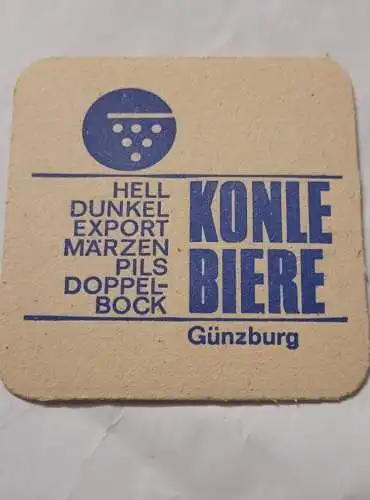 HELL
DUNKEL
EXPORT
MÄRZEN
PILS
DOPPEL-
BOCK
KONLE
BIERE
Günzburg